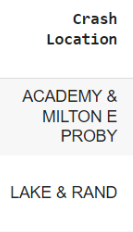 Crash
Location
ACADEMY &
MILTON E
PROBY
LAKE & RAND